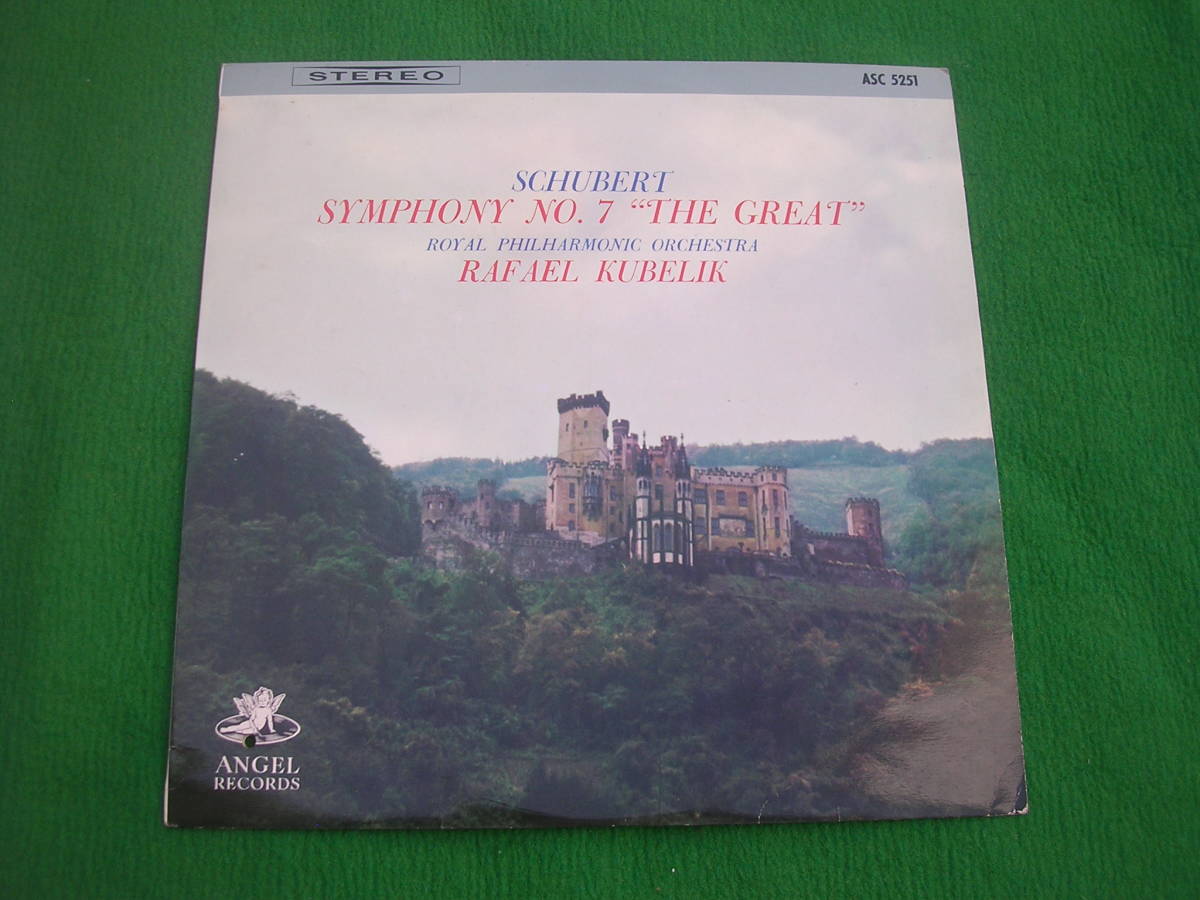 STEREO
ASC 5251
SCHUBERT
SYMPHONY NO. 7 “THE GREAT”
ROYAL PHILHARMONIC ORCHESTRA
RAFAEL KUBELIK
ANGEL
RECORDS